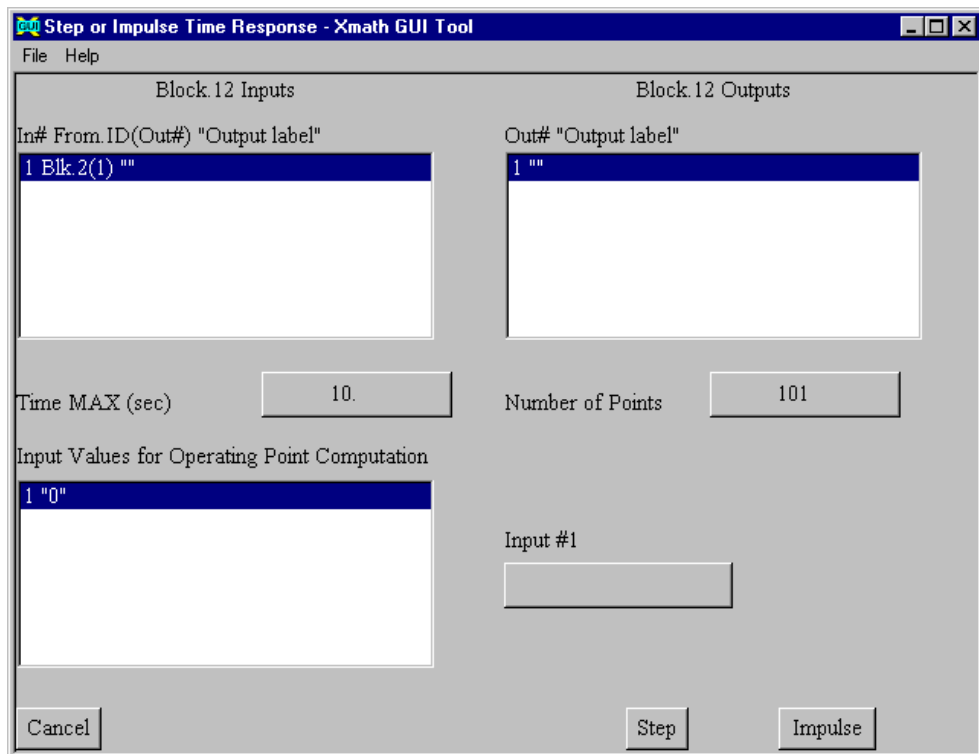 GUI Step or Impulse Time Response - Xmath GUI Tool
File Help
Block.12 Inputs
Block.12 Outputs
In# From.ID(Out#) "Output label"
Out# "Output label"
1 Blk.2(1) ""
1 ""
Time MAX (sec)
10.
Number of Points
101
Input Values for Operating Point Computation
1 "0"
Input #1
Cancel
Step
Impulse